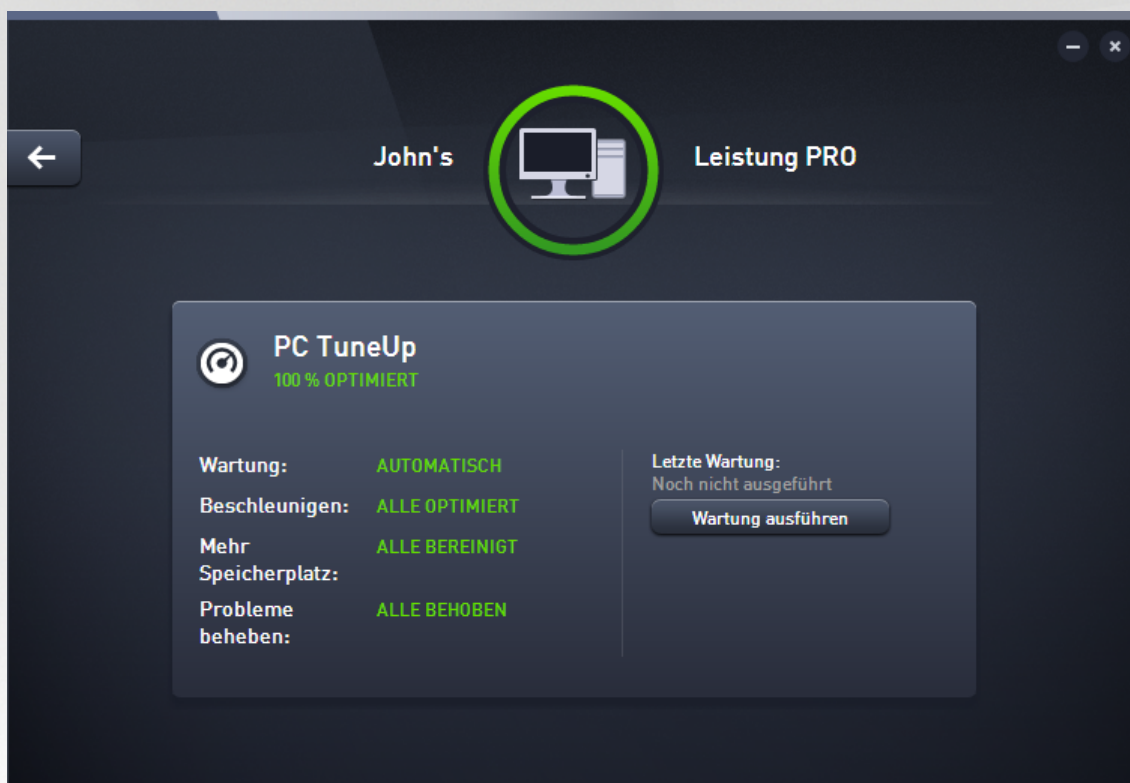 John's
Leistung PRO
PC TuneUp
100 % OPTIMIERT
Wartung: AUTOMATISCH
Beschleunigen: ALLE OPTIMIERT
Mehr
Speicherplatz:
ALLE BEREINIGT
Probleme
beheben:
ALLE BEHOBEN
Letzte Wartung:
Noch nicht ausgeführt
Wartung ausführen